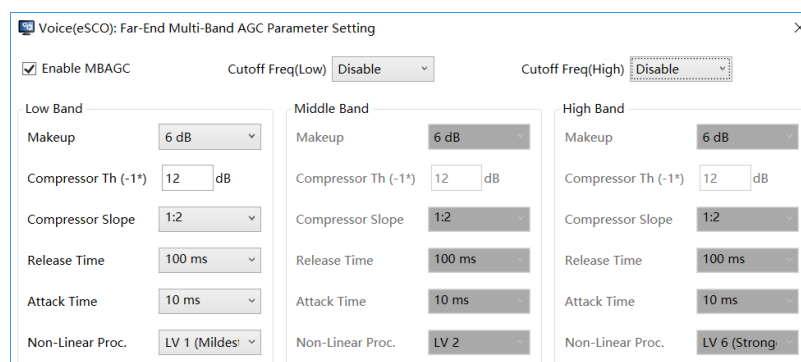 Voice(eSCO): Far-End Multi-Band AGC Parameter Setting
Enable MBAGC Cutoff Freq(Low) Disable Cutoff Freq(High) Disable
Low Band Middle Band High Band
Makeup 6 dB Makeup 6 dB Makeup 6 dB
Compressor Th (-1*) 12 dB Compressor Th (-1*) 12 dB Compressor Th (-1*) 12 dB
Compressor Slope 1:2 Compressor Slope 1:2 Compressor Slope 1:2
Release Time 100 ms Release Time 100 ms Release Time 100 ms
Attack Time 10 ms Attack Time 10 ms Attack Time 10 ms
Non-Linear Proc. LV 1 (Mildes Non-Linear Proc. LV 2 Non-Linear Proc. LV 6 (Strong